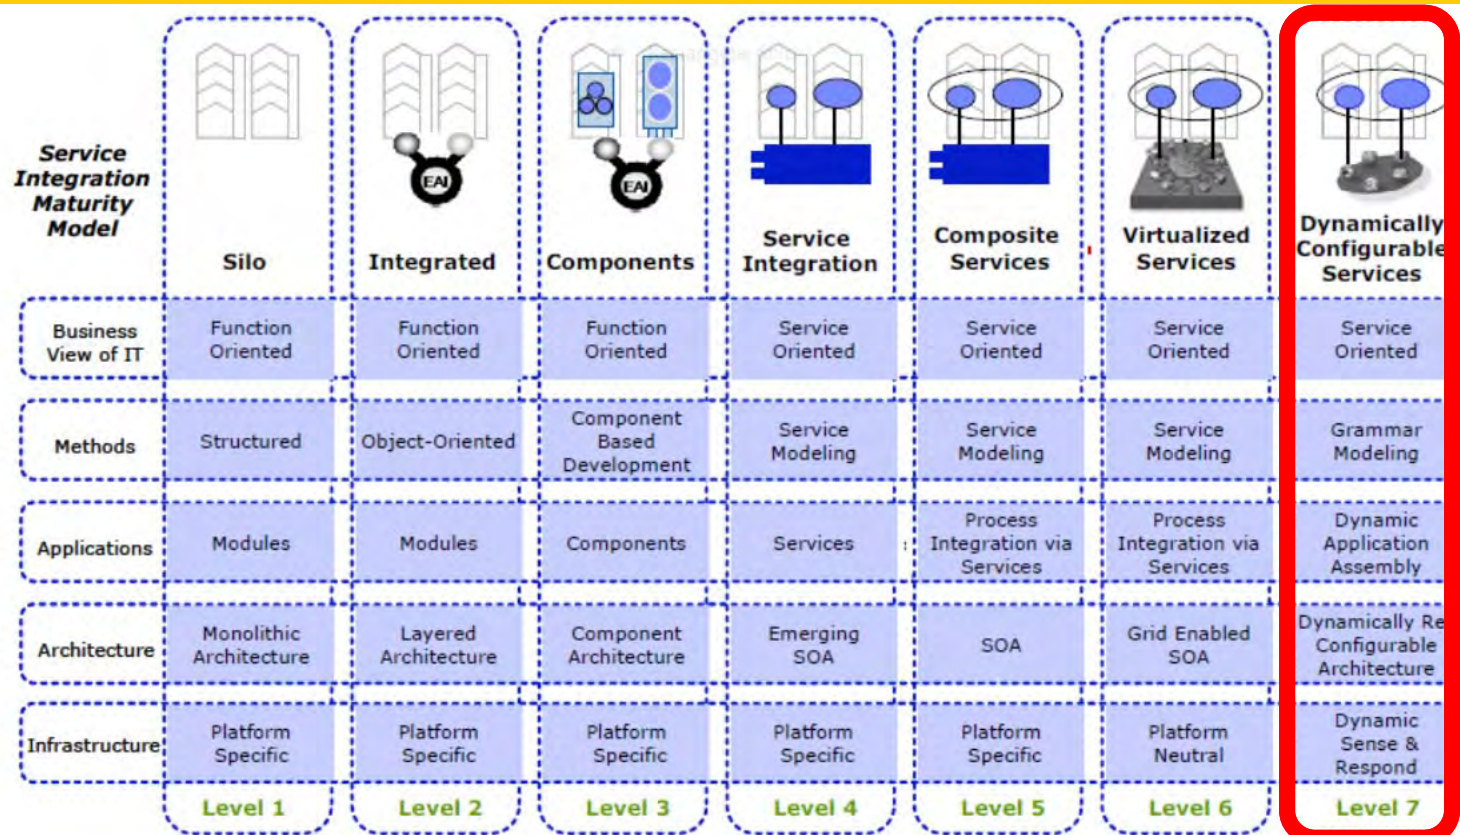 Service
Integration
Maturity
Model
Silo
EAI
Integrated
EAI
Components
Service
Integration
Composite
Services
Virtualized
Services
Dynamically
Configurable
Services
Business
View of IT
Function
Oriented
Function
Oriented
Function
Oriented
Service
Oriented
Service
Oriented
Service
Oriented
Service
Oriented
Methods
Structured
Object-Oriented
Component
Based
Development
Service
Modeling
Service
Modeling
Service
Modeling
Grammar
Modeling
Applications
Modules
Modules
Components
Services
Process
Integration via
Services
Process
Integration via
Services
Dynamic
Application
Assembly
Architecture
Monolithic
Architecture
Layered
Architecture
Component
Architecture
Emerging
SOA
SOA
Grid Enabled
SOA
Dynamically Re
Configurable
Architecture
Infrastructure
Platform
Specific
Platform
Specific
Platform
Specific
Platform
Specific
Platform
Specific
Platform
Neutral
Dynamic
Sense &
Respond
Level 1
Level 2
Level 3
Level 4
Level 5
Level 6
Level 7